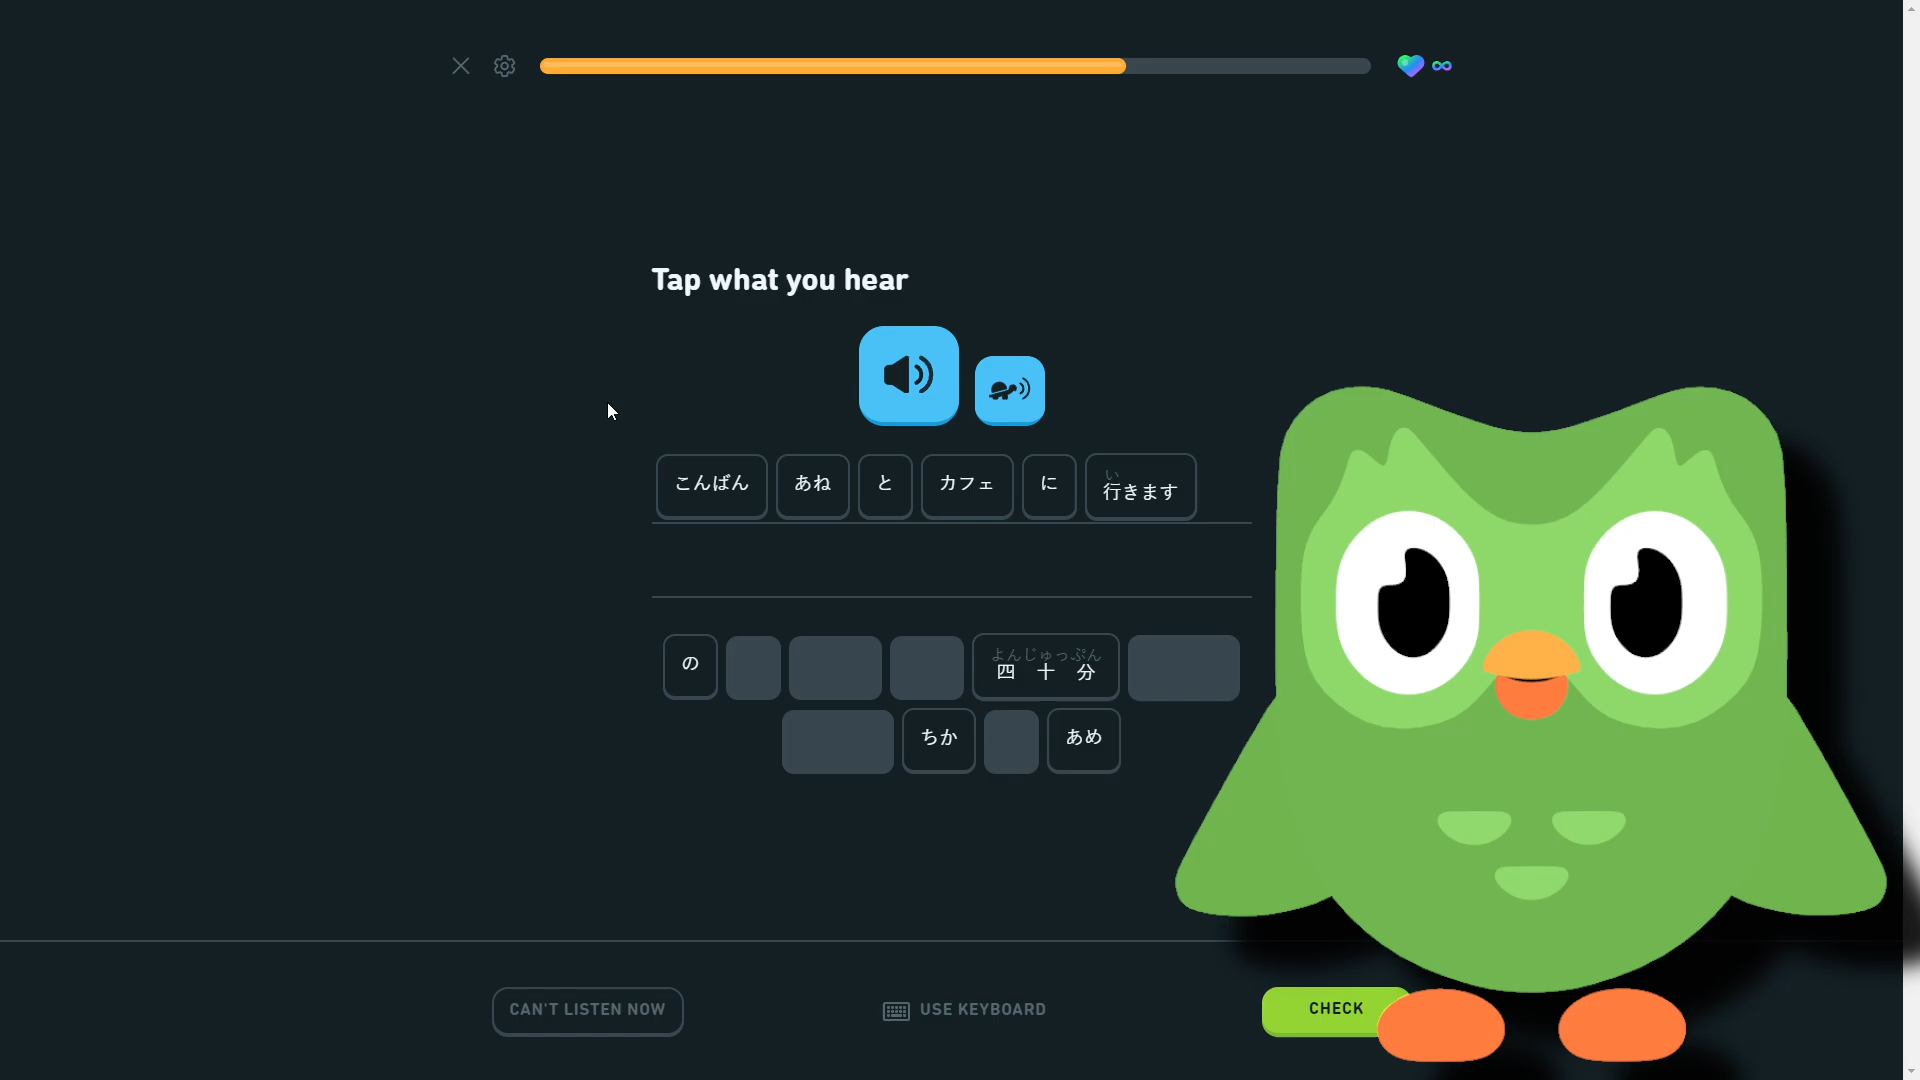 Tap what you hear
こんばん あね と カフェ に 行きます
い
の 四十分
よんじゅっぷん
ちか あめ
CAN'T LISTEN NOW
USE KEYBOARD
CHECK